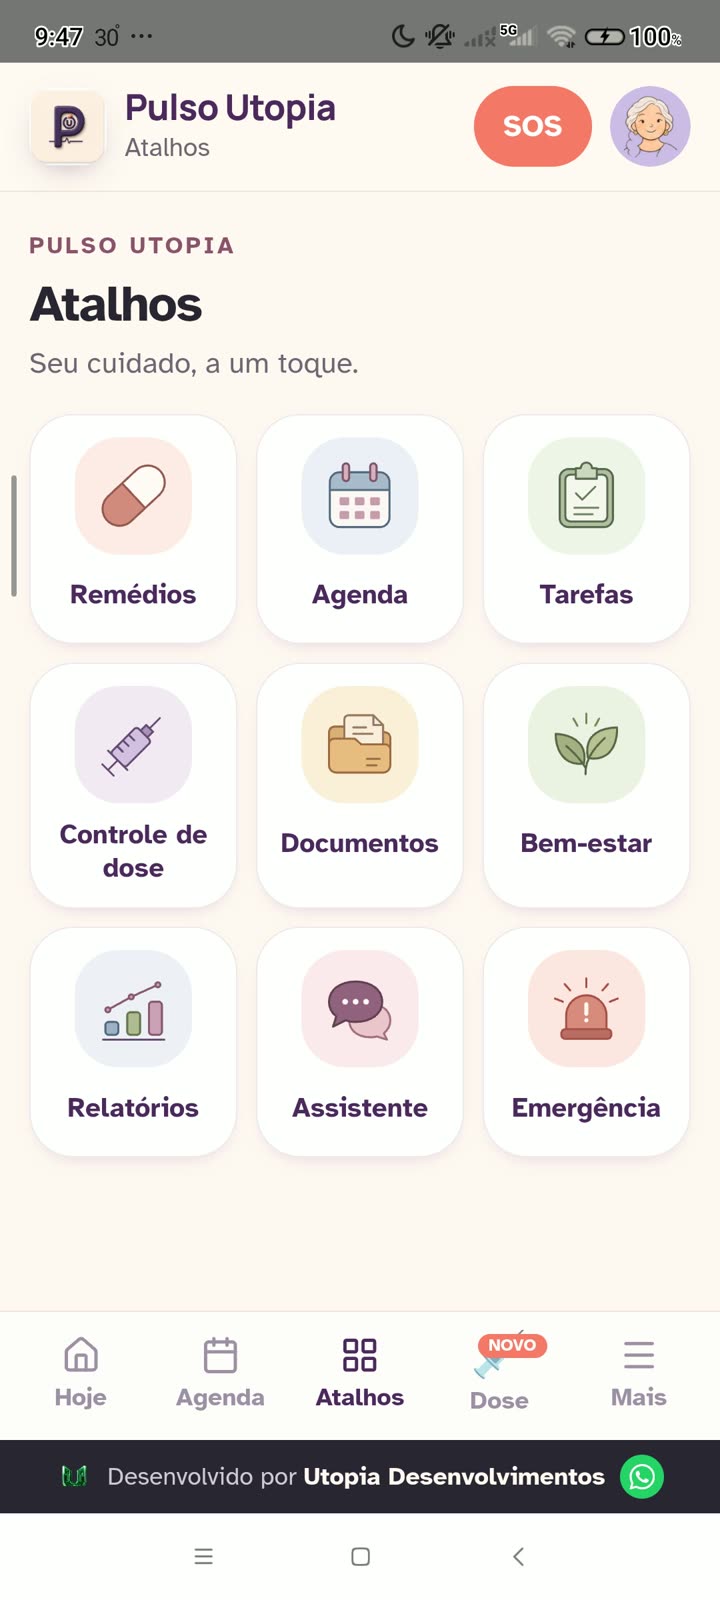 9:47 30° ... 5G 100%
Pulso Utopia
Atalhos
SOS
PULSO UTOPIA
Atalhos
Seu cuidado, a um toque.
Remédios Agenda Tarefas
Controle de
dose
Documentos Bem-estar
Relatórios Assistente Emergência
NOVO
Hoje Agenda Atalhos Dose Mais
Desenvolvido por Utopia Desenvolvimentos